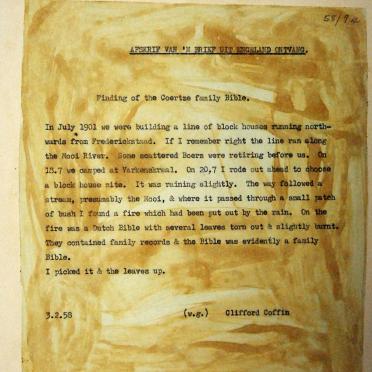 58/9
AFSKRIF VAN 'N BRIEF UIT ENGELAND ONTVANG.
Finding of the Coertze family Bible.
In July 1901 we were building a line of block houses running north-
wards from Frederickstad. If I remember right the line ran along
the Mooi River. Some scattered Boers were retiring before us. On
18.7 we camped at Varkenskraal. On 20,7 I rode out ahead to choose
a block house site. It was raining slightly. The way followed a
stream, presumably the Mooi, & where it passed through a small patch
of bush I found a fire which had been put out by the rain. On the
fire was a Dutch Bible with several leaves torn out & slightly burnt.
They contained family records & the Bible was evidently a family
Bible.
I picked it & the leaves up.
3.2.58 (w.g.) Clifford Coffin